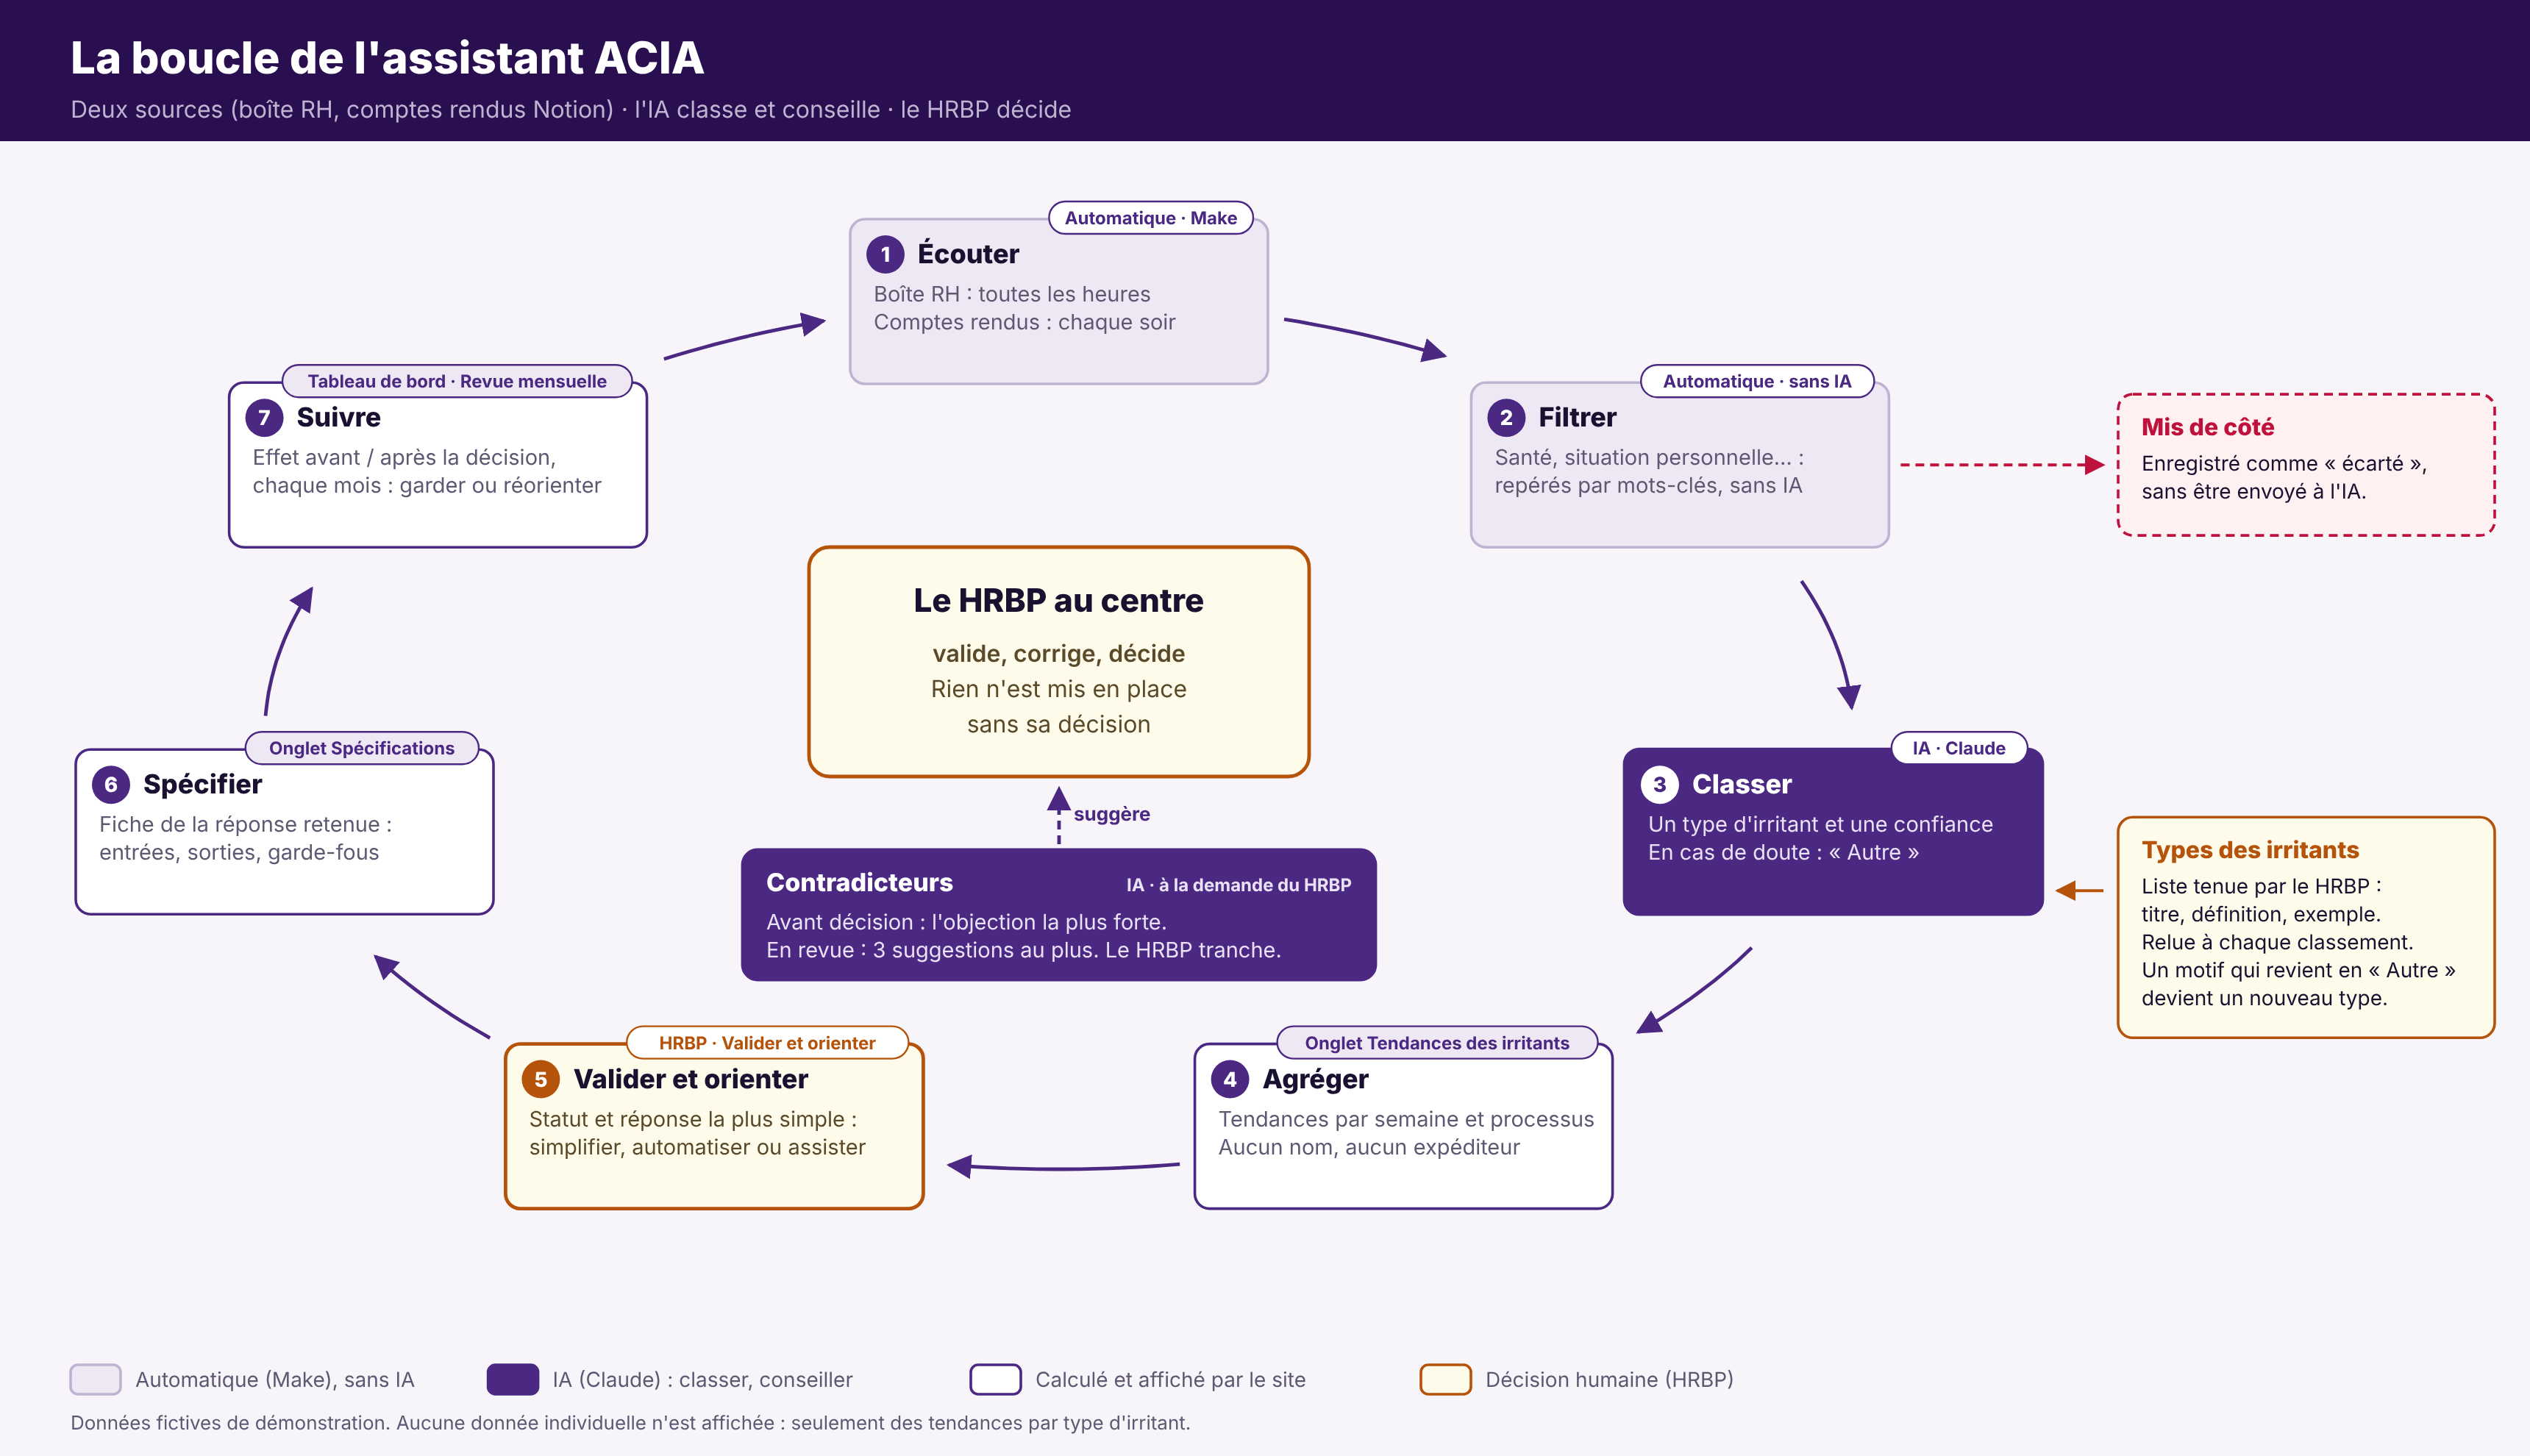 La boucle de l'assistant ACIA
Deux sources (boîte RH, comptes rendus Notion) · l'IA classe et conseille · le HRBP décide
Automatique · Make
1 Écouter
Boîte RH : toutes les heures
Comptes rendus : chaque soir
Automatique · sans IA
2 Filtrer
Santé, situation personnelle... :
repérés par mots-clés, sans IA
Mis de côté
Enregistré comme « écarté »,
sans être envoyé à l'IA.
IA · Claude
3 Classer
Un type d'irritant et une confiance
En cas de doute : « Autre »
Types des irritants
Liste tenue par le HRBP :
titre, définition, exemple.
Relue à chaque classement.
Un motif qui revient en « Autre »
devient un nouveau type.
Onglet Tendances des irritants
4 Agréger
Tendances par semaine et processus
Aucun nom, aucun expéditeur
HRBP · Valider et orienter
5 Valider et orienter
Statut et réponse la plus simple :
simplifier, automatiser ou assister
Onglet Spécifications
6 Spécifier
Fiche de la réponse retenue :
entrées, sorties, garde-fous
Tableau de bord · Revue mensuelle
7 Suivre
Effet avant / après la décision,
chaque mois : garder ou réorienter
Le HRBP au centre
valide, corrige, décide
Rien n'est mis en place
sans sa décision
suggère
Contradicteurs
IA · à la demande du HRBP
Avant décision : l'objection la plus forte.
En revue : 3 suggestions au plus. Le HRBP tranche.
Automatique (Make), sans IA
IA (Claude) : classer, conseiller
Calculé et affiché par le site
Décision humaine (HRBP)
Données fictives de démonstration. Aucune donnée individuelle n'est affichée : seulement des tendances par type d'irritant.